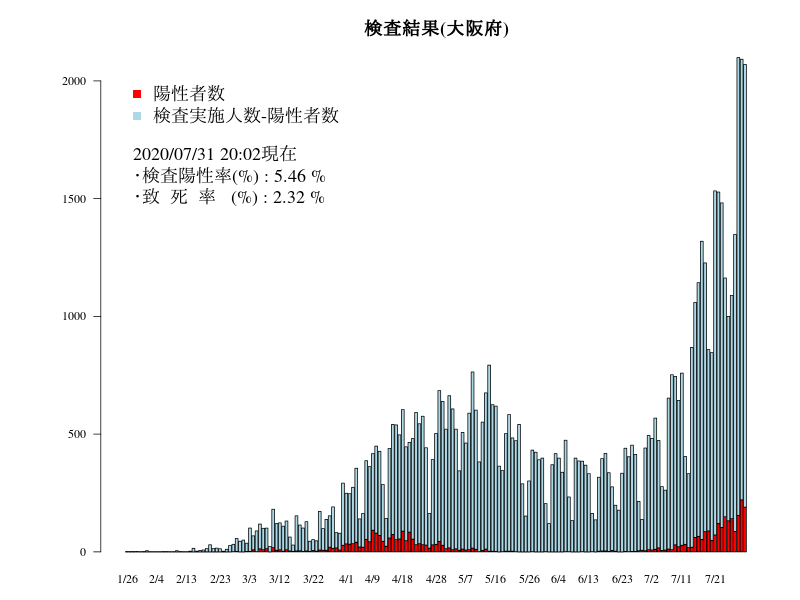 検査結果(大阪府)
陽性者数
検査実施人数-陽性者数
2020/07/31 20:02現在
・検査陽性率(%) : 5.46 %
・致 死 率 (%) : 2.32 %
2000
1500
1000
500
0
1/26 2/4 2/13 2/23 3/3 3/12 3/22 4/1 4/9 4/18 4/28 5/7 5/16 5/26 6/4 6/13 6/23 7/2 7/11 7/21